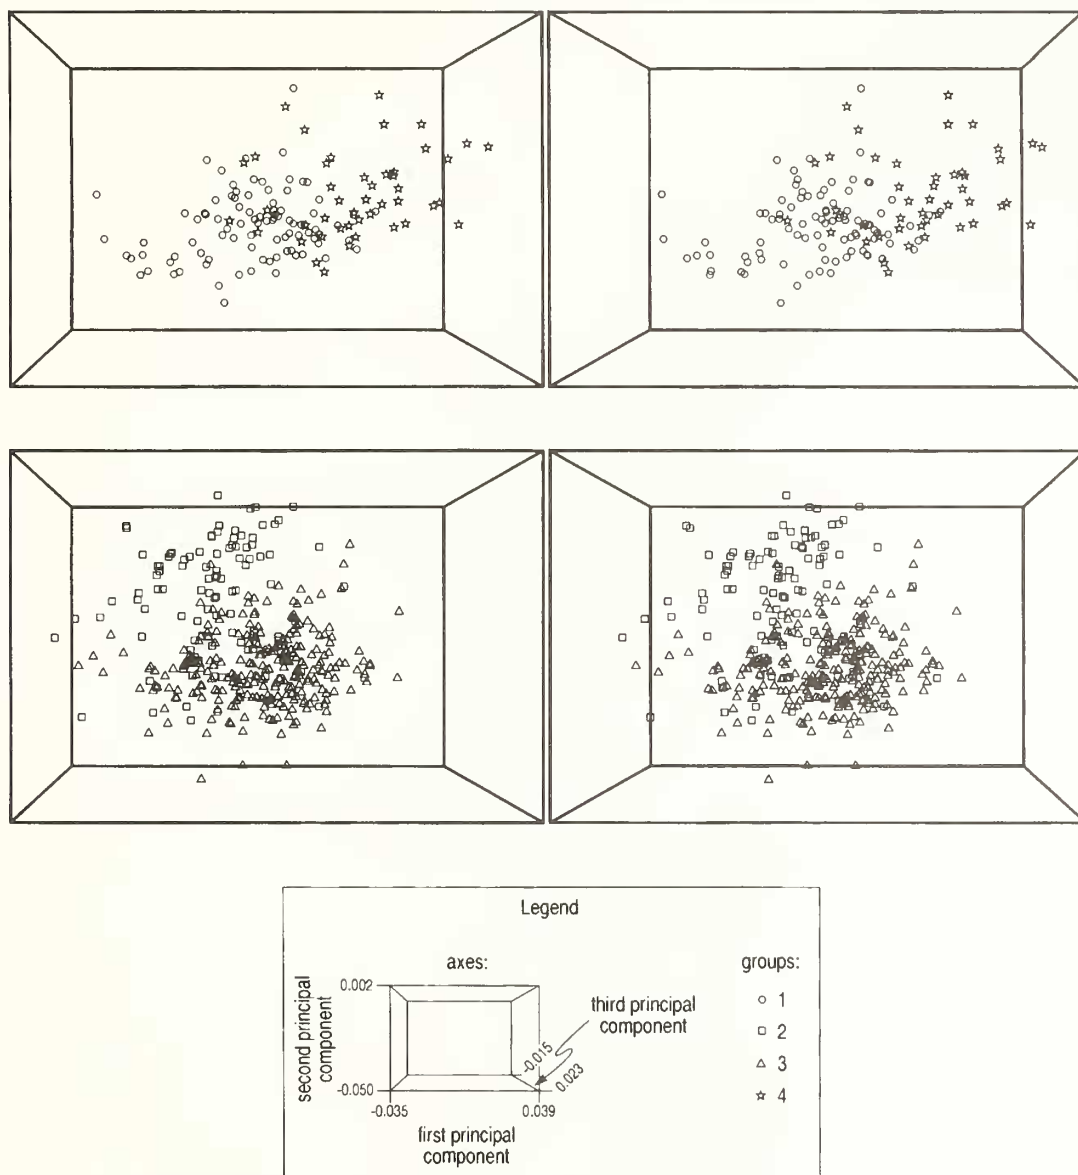 Legend
axes:
groups:
second principal
component
0.002
-0.050
-0.035
0.039
-0.015
0.023
third principal
component
first principal
component
1
2
3
4